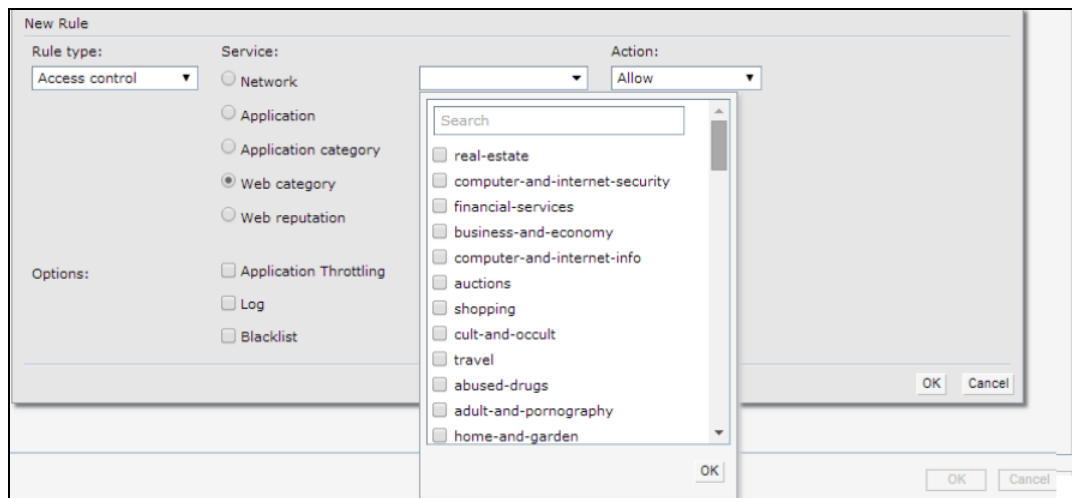 New Rule
Rule type: Service: Action:
Access control Network Allow
Application
Application category
Web category
Web reputation
Options: Application Throttling
Log
Blacklist
Search
real-estate
computer-and-internet-security
financial-services
business-and-economy
computer-and-internet-info
auctions
shopping
cult-and-occult
travel
abused-drugs
adult-and-pornography
home-and-garden
OK
OK Cancel
OK Cancel